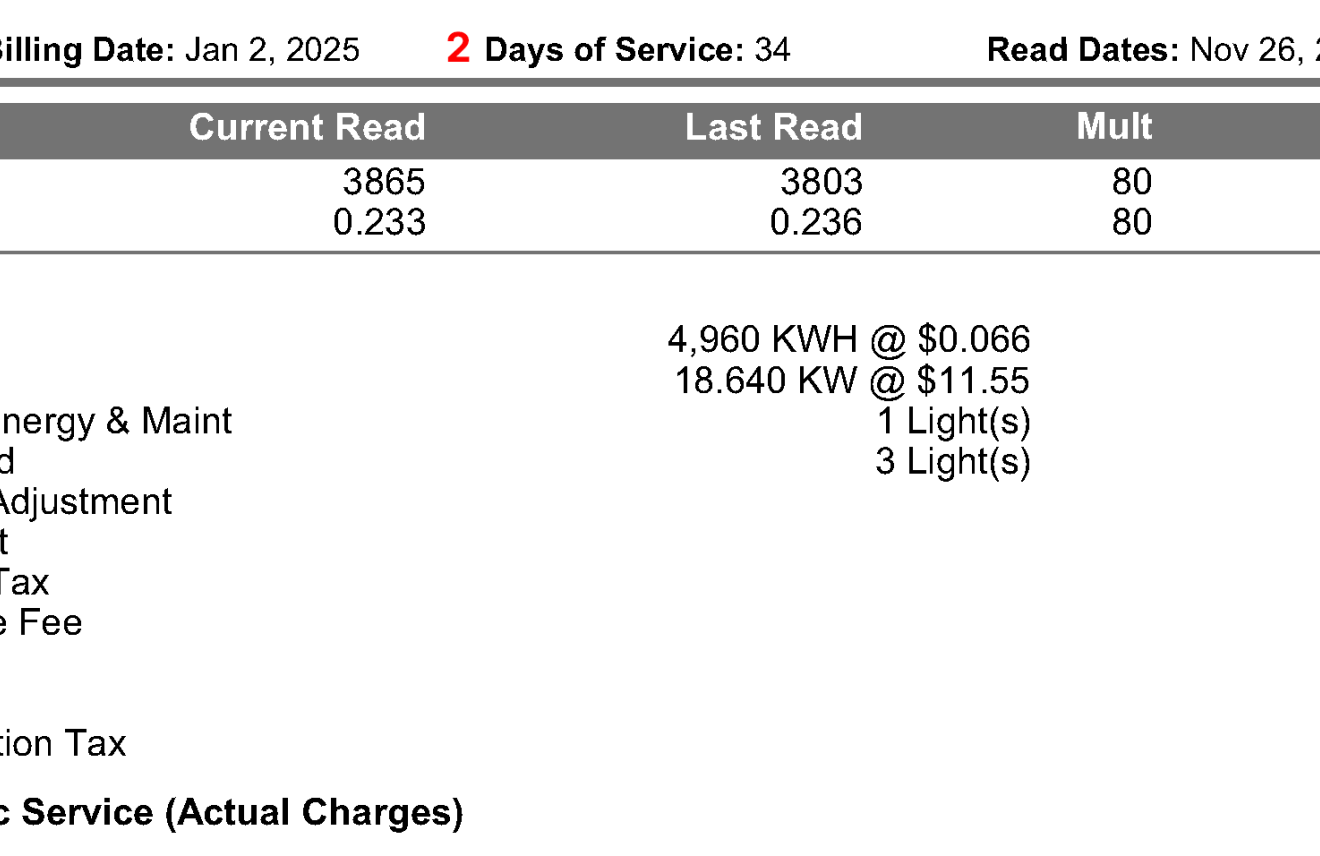 illing Date: Jan 2, 2025 2 Days of Service: 34 Read Dates: Nov 26,
Current Read Last Read Mult
3865 3803 80
0.233 0.236 80
4,960 KWH @ $0.066
18.640 KW @ $11.55
nergy & Maint 1 Light(s)
d 3 Light(s)
Adjustment
t
Tax
e Fee
tion Tax
c Service (Actual Charges)